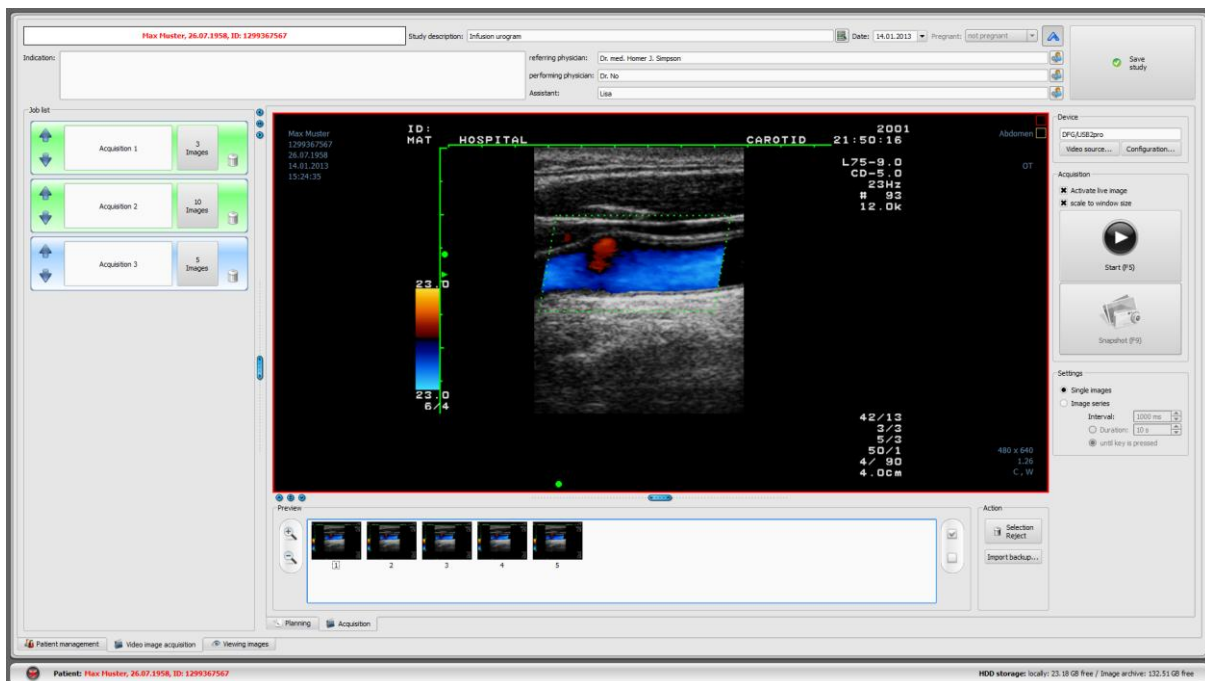 Max Muster, 26.07.1958, ID: 1299367567
Study description: Infusion urogram
Date: 14.01.2013
Pregnant: not pregnant
Save study
Indication:
referring physician: Dr. med. Homer J. Simpson
performing physician: Dr. No
Assistant: Lisa
Job list
Acquisition 1
3
Images
Acquisition 2
10
Images
Acquisition 3
5
Images
Max Muster
1299367567
26.07.1958
14.01.2013
15:24:35
ID:
MAT HOSPITAL CAROTID
2001
21:50:16
L75-9.0
CD-5.0
23Hz
# 93
12.0k
Abdomen
OT
23.0
23.0
6/4
42/13
3/3
5/3
50/1
4/ 90
4.0cm
480 x 640
1.26
C, W
Device
DFG/USB2pro
Video source... Configuration...
Acquisition
Activate live image
scale to window size
Start (F5)
Snapshot (F9)
Settings
Single images
Image series
Interval: 1000 ms
Duration: 10 s
until key is pressed
Preview
1 2 3 4 5
Action
Selection
Reject
Import backup...
Planning Acquisition
Patient management Video image acquisition Viewing images
Patient: Max Muster, 26.07.1958, ID: 1299367567
HDD storage: locally: 23.18 GB free / Image archive: 132.51 GB free